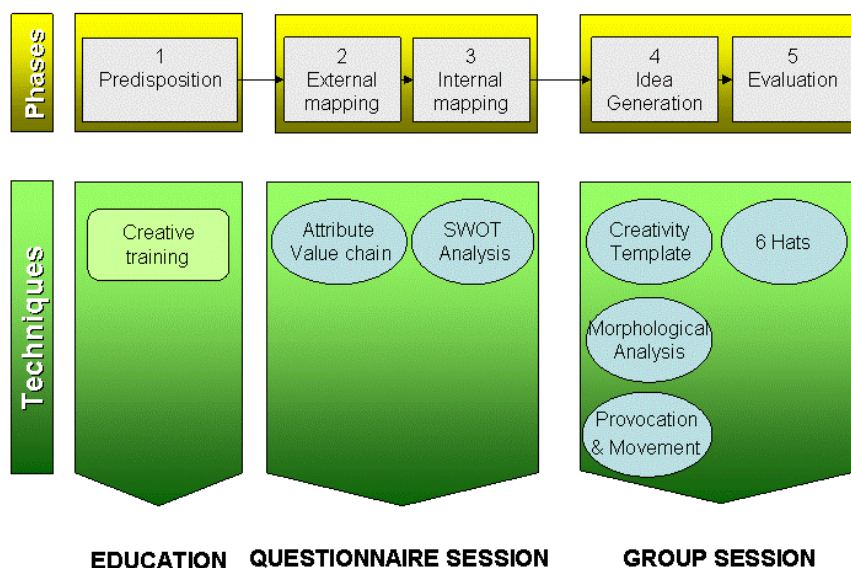 Phases
1
Predisposition
2
External
mapping
3
Internal
mapping
4
Idea
Generation
5
Evaluation
Techniques
Creative
training
Attribute
Value chain
SWOT
Analysis
Creativity
Template
6 Hats
Morphological
Analysis
Provocation
& Movement
EDUCATION
QUESTIONNAIRE SESSION
GROUP SESSION